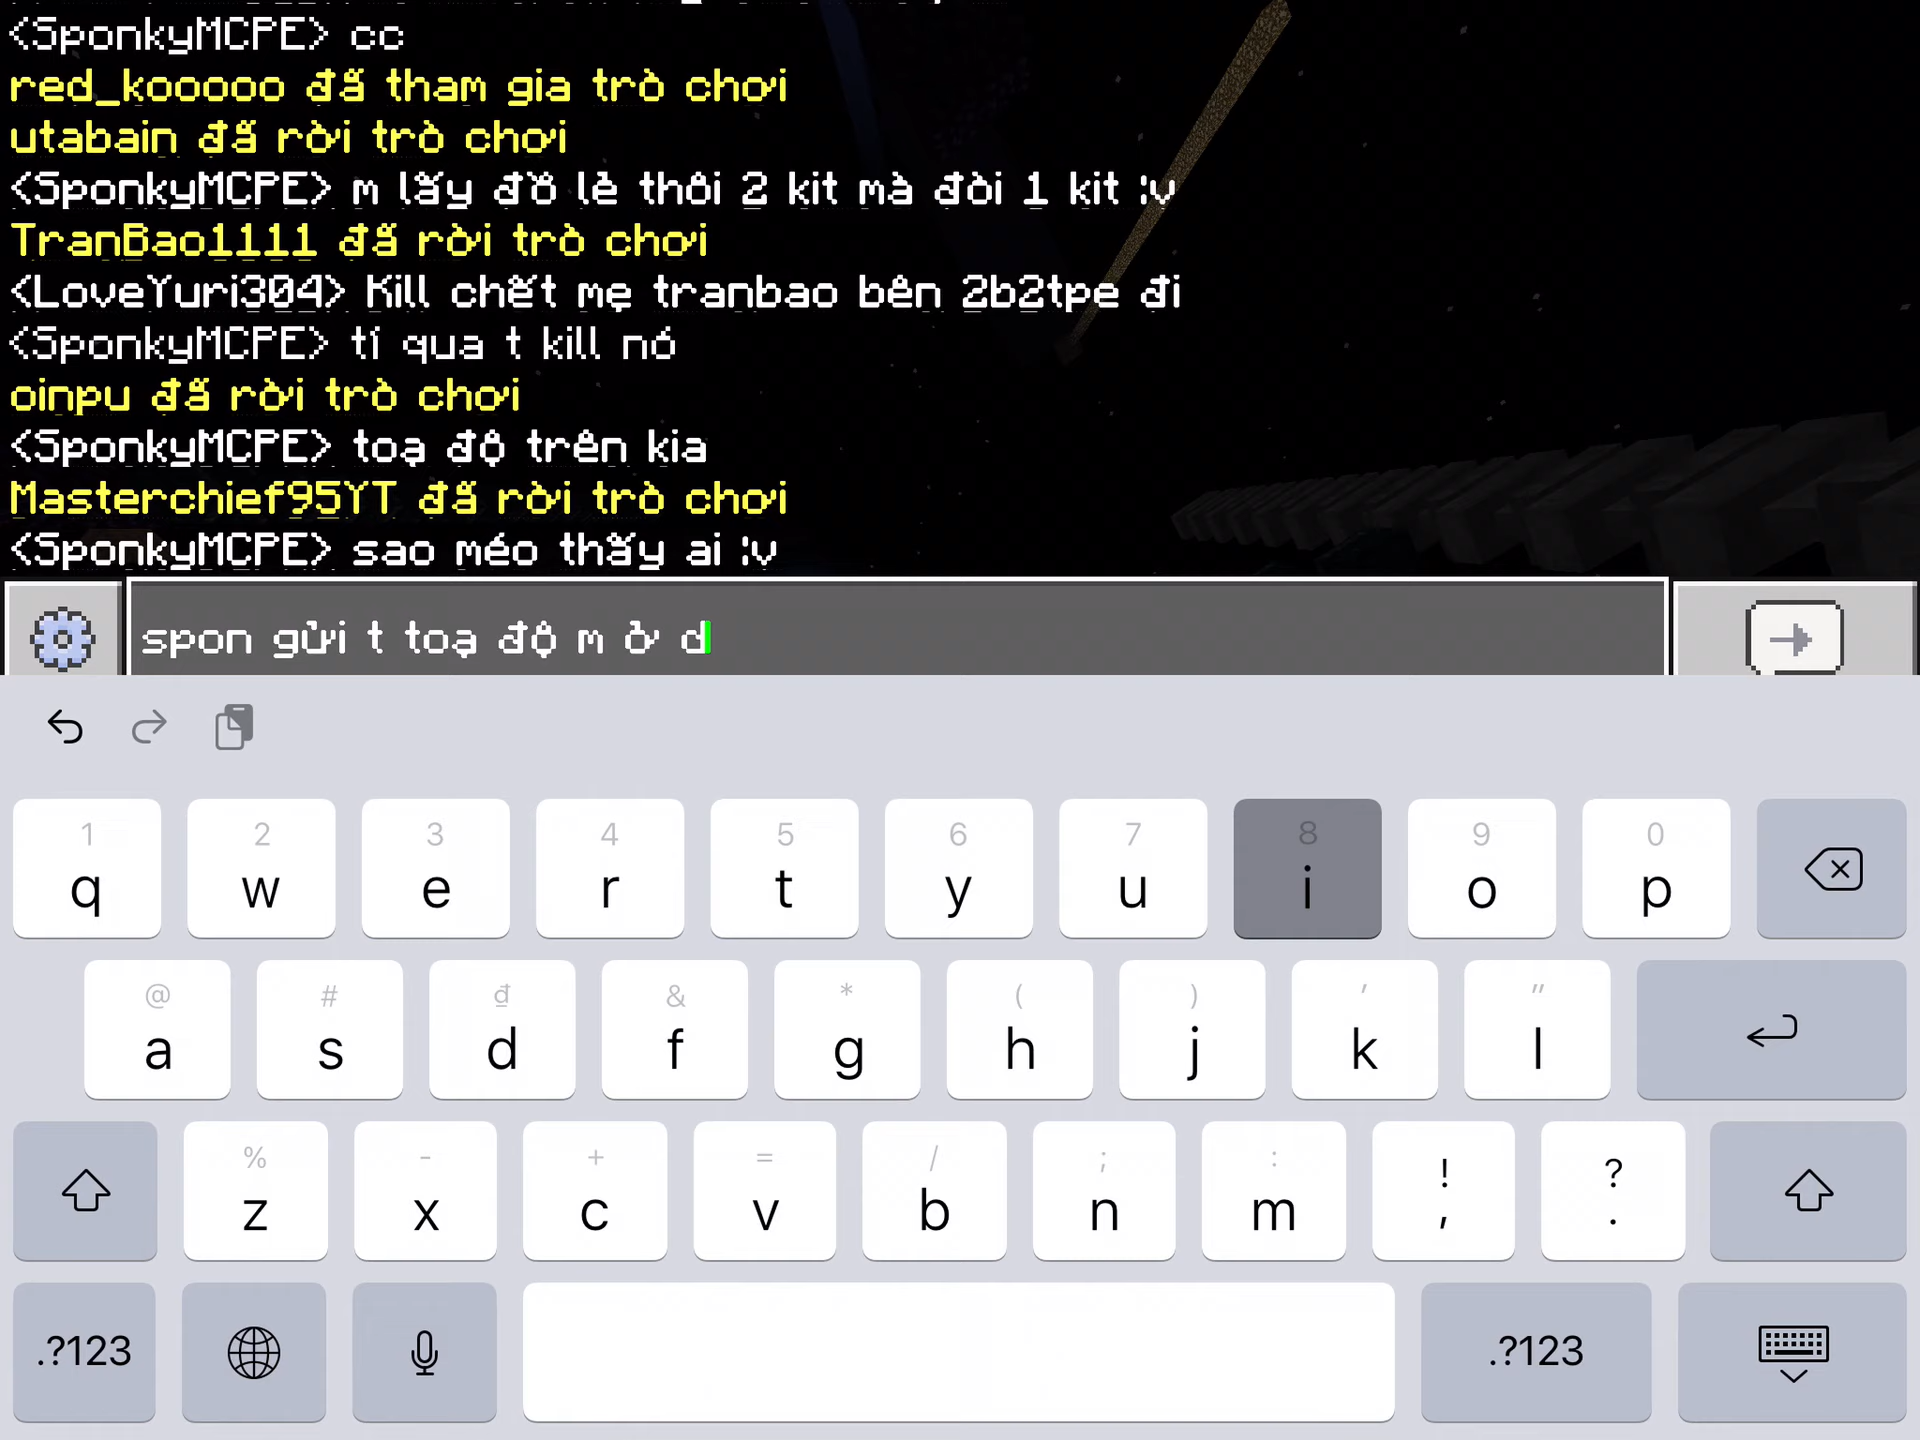 <SponkyMCPE> cc
red_kooooo đã tham gia trò chơi
utabain đã rời trò chơi
<SponkyMCPE> m lấy đồ lẻ thôi 2 kit mà đòi 1 kit :v
TranBao1111 đã rời trò chơi
<LoveYuri304> Kill chết mẹ tranbao bên 2b2tpe đi
<SponkyMCPE> tí qua t kill nó
oinpu đã rời trò chơi
<SponkyMCPE> toạ độ trên kia
Masterchief95YT đã rời trò chơi
<SponkyMCPE> sao méo thấy ai :v
spon gửi t toạ độ m ở d
1 2 3 4 5 6 7 8 9 0
q w e r t y u i o p
@ # đ & * ( ) ' "
a s d f g h j k l
% - + = / ; : ! ?
z x c v b n m , .
.?123 .?123